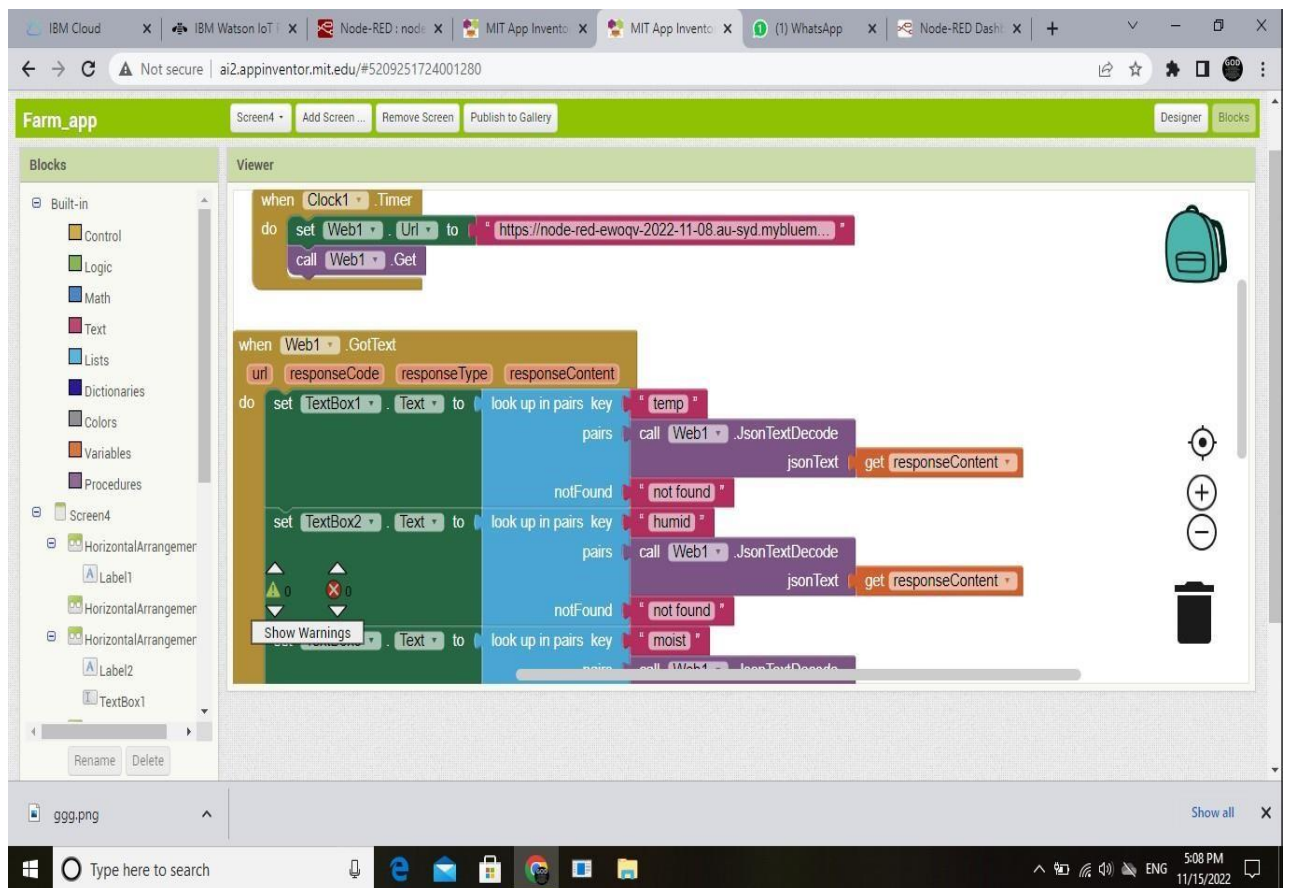 IBM Cloud
IBM Watson IoT
Node-RED : node
MIT App Invento
MIT App Invento
(1) WhatsApp
Node-RED Dash
Not secure | ai2.appinventor.mit.edu/#5209251724001280
Farm_app
Screen4
Add Screen ...
Remove Screen
Publish to Gallery
Designer
Blocks
Blocks
Viewer
Built-in
Control
Logic
Math
Text
Lists
Dictionaries
Colors
Variables
Procedures
Screen4
HorizontalArrangemer
Label1
HorizontalArrangemer
HorizontalArrangemer
Label2
TextBox1
Rename Delete
when Clock1 .Timer
do set Web1 . Url to " https://node-red-ewoqv-2022-11-08.au-syd.mybluem... "
call Web1 .Get
when Web1 .GotText
url responseCode responseType responseContent
do set TextBox1 . Text to look up in pairs key " temp "
pairs call Web1 .JsonTextDecode
jsonText get responseContent
notFound " not found "
set TextBox2 . Text to look up in pairs key " humid "
pairs call Web1 .JsonTextDecode
jsonText get responseContent
0 0
notFound " not found "
Show Warnings
. Text to look up in pairs key " moist "
pairs call Web1 .JsonTextDecode
ggg.png
Show all
Type here to search
ENG
5:08 PM
11/15/2022